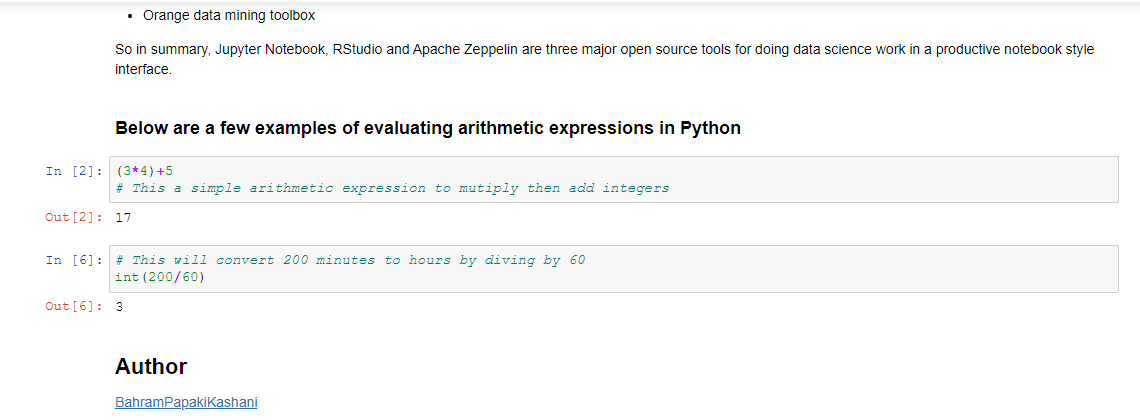 Orange data mining toolbox
So in summary, Jupyter Notebook, RStudio and Apache Zeppelin are three major open source tools for doing data science work in a productive notebook style
interface.
Below are a few examples of evaluating arithmetic expressions in Python
In [2]: (3*4)+5
# This a simple arithmetic expression to mutiply then add integers
Out[2]: 17
In [6]: # This will convert 200 minutes to hours by diving by 60
int(200/60)
Out[6]: 3
Author
BahramPapakiKashani